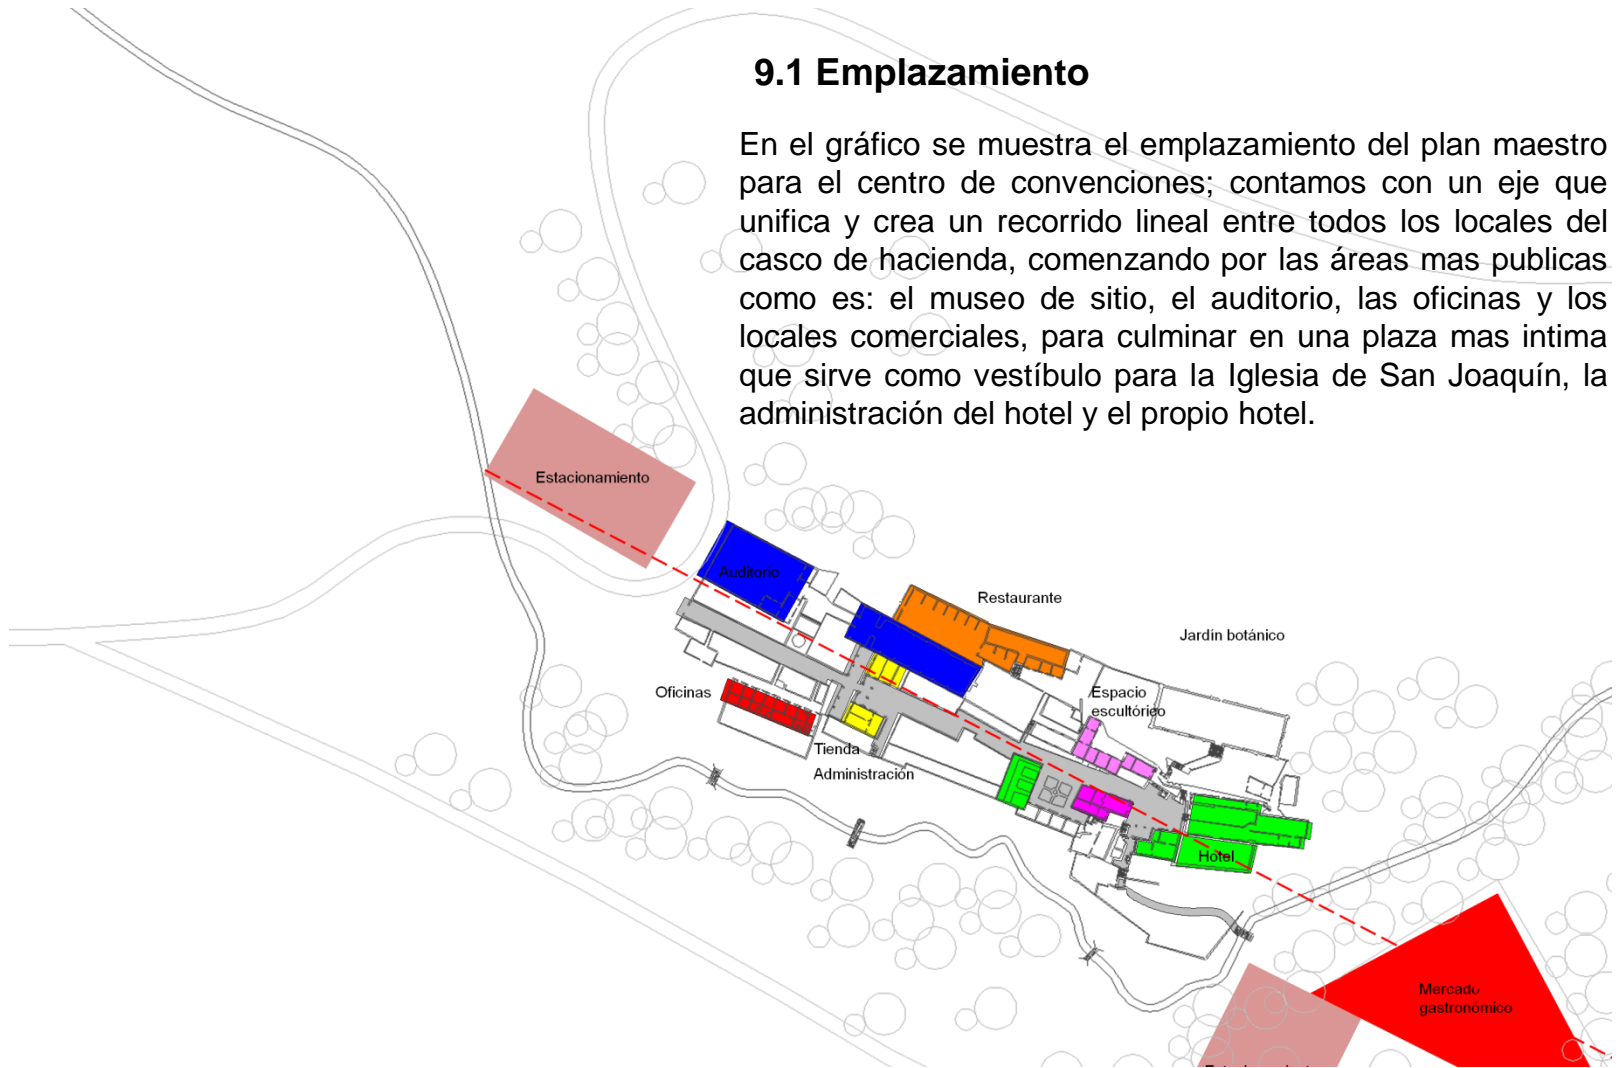 9.1 Emplazamiento
En el gráfico se muestra el emplazamiento del plan maestro
para el centro de convenciones; contamos con un eje que
unifica y crea un recorrido lineal entre todos los locales del
casco de hacienda, comenzando por las áreas mas publicas
como es: el museo de sitio, el auditorio, las oficinas y los
locales comerciales, para culminar en una plaza mas intima
que sirve como vestíbulo para la Iglesia de San Joaquín, la
administración del hotel y el propio hotel.
Estacionamiento
Auditorio
Restaurante
Jardín botánico
Oficinas
Espacio
escultórico
Tienda
Administración
Hotel
Mercado
gastronómico